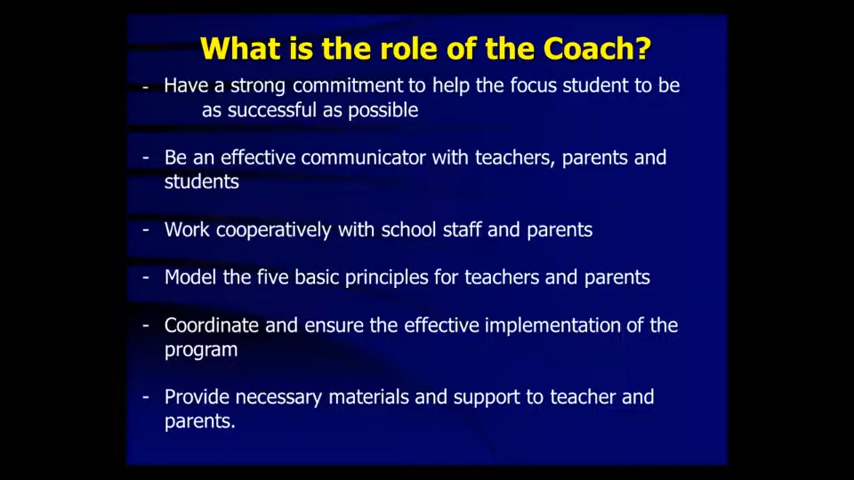 What is the role of the Coach?
- Have a strong commitment to help the focus student to be
as successful as possible
- Be an effective communicator with teachers, parents and
students
- Work cooperatively with school staff and parents
- Model the five basic principles for teachers and parents
- Coordinate and ensure the effective implementation of the
program
- Provide necessary materials and support to teacher and
parents.